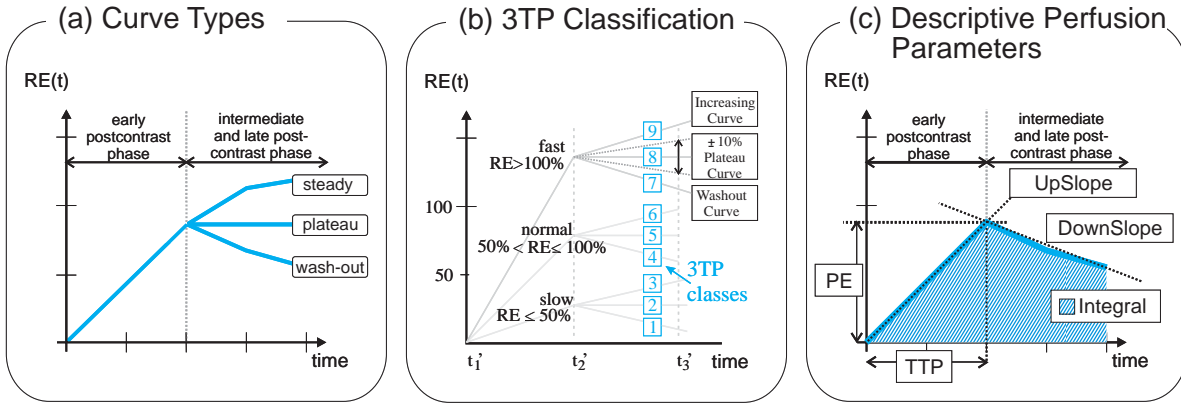 (a) Curve Types
RE(t)
early
postcontrast
phase
intermediate
and late post-
contrast phase
steady
plateau
wash-out
time
(b) 3TP Classification
RE(t)
100
50
fast
RE>100%
normal
50% < RE ≤ 100%
slow
RE ≤ 50%
9
8
7
6
5
4
3
2
1
3TP
classes
Increasing
Curve
± 10%
Plateau
Curve
Washout
Curve
t1’
t2’
t3’
time
(c) Descriptive Perfusion
Parameters
RE(t)
early
postcontrast
phase
intermediate
and late post-
contrast phase
UpSlope
DownSlope
PE
Integral
TTP
time